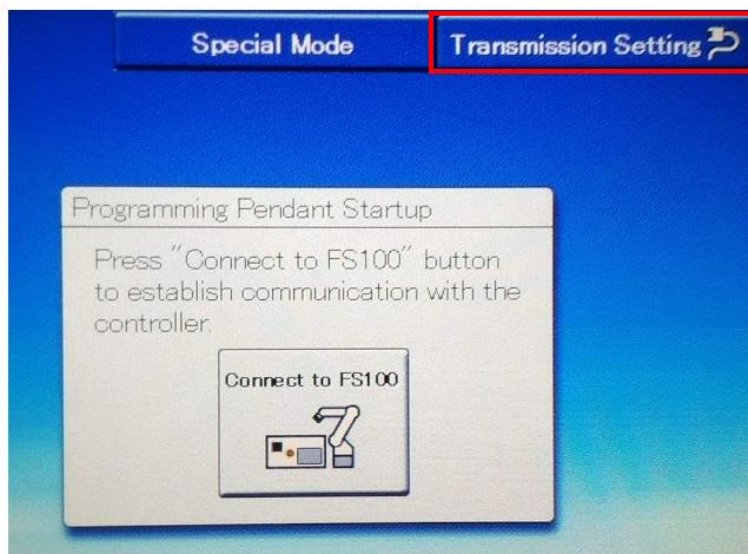 Special Mode
Transmission Setting
Programming Pendant Startup
Press "Connect to FS100" button
to establish communication with the
controller.
Connect to FS100